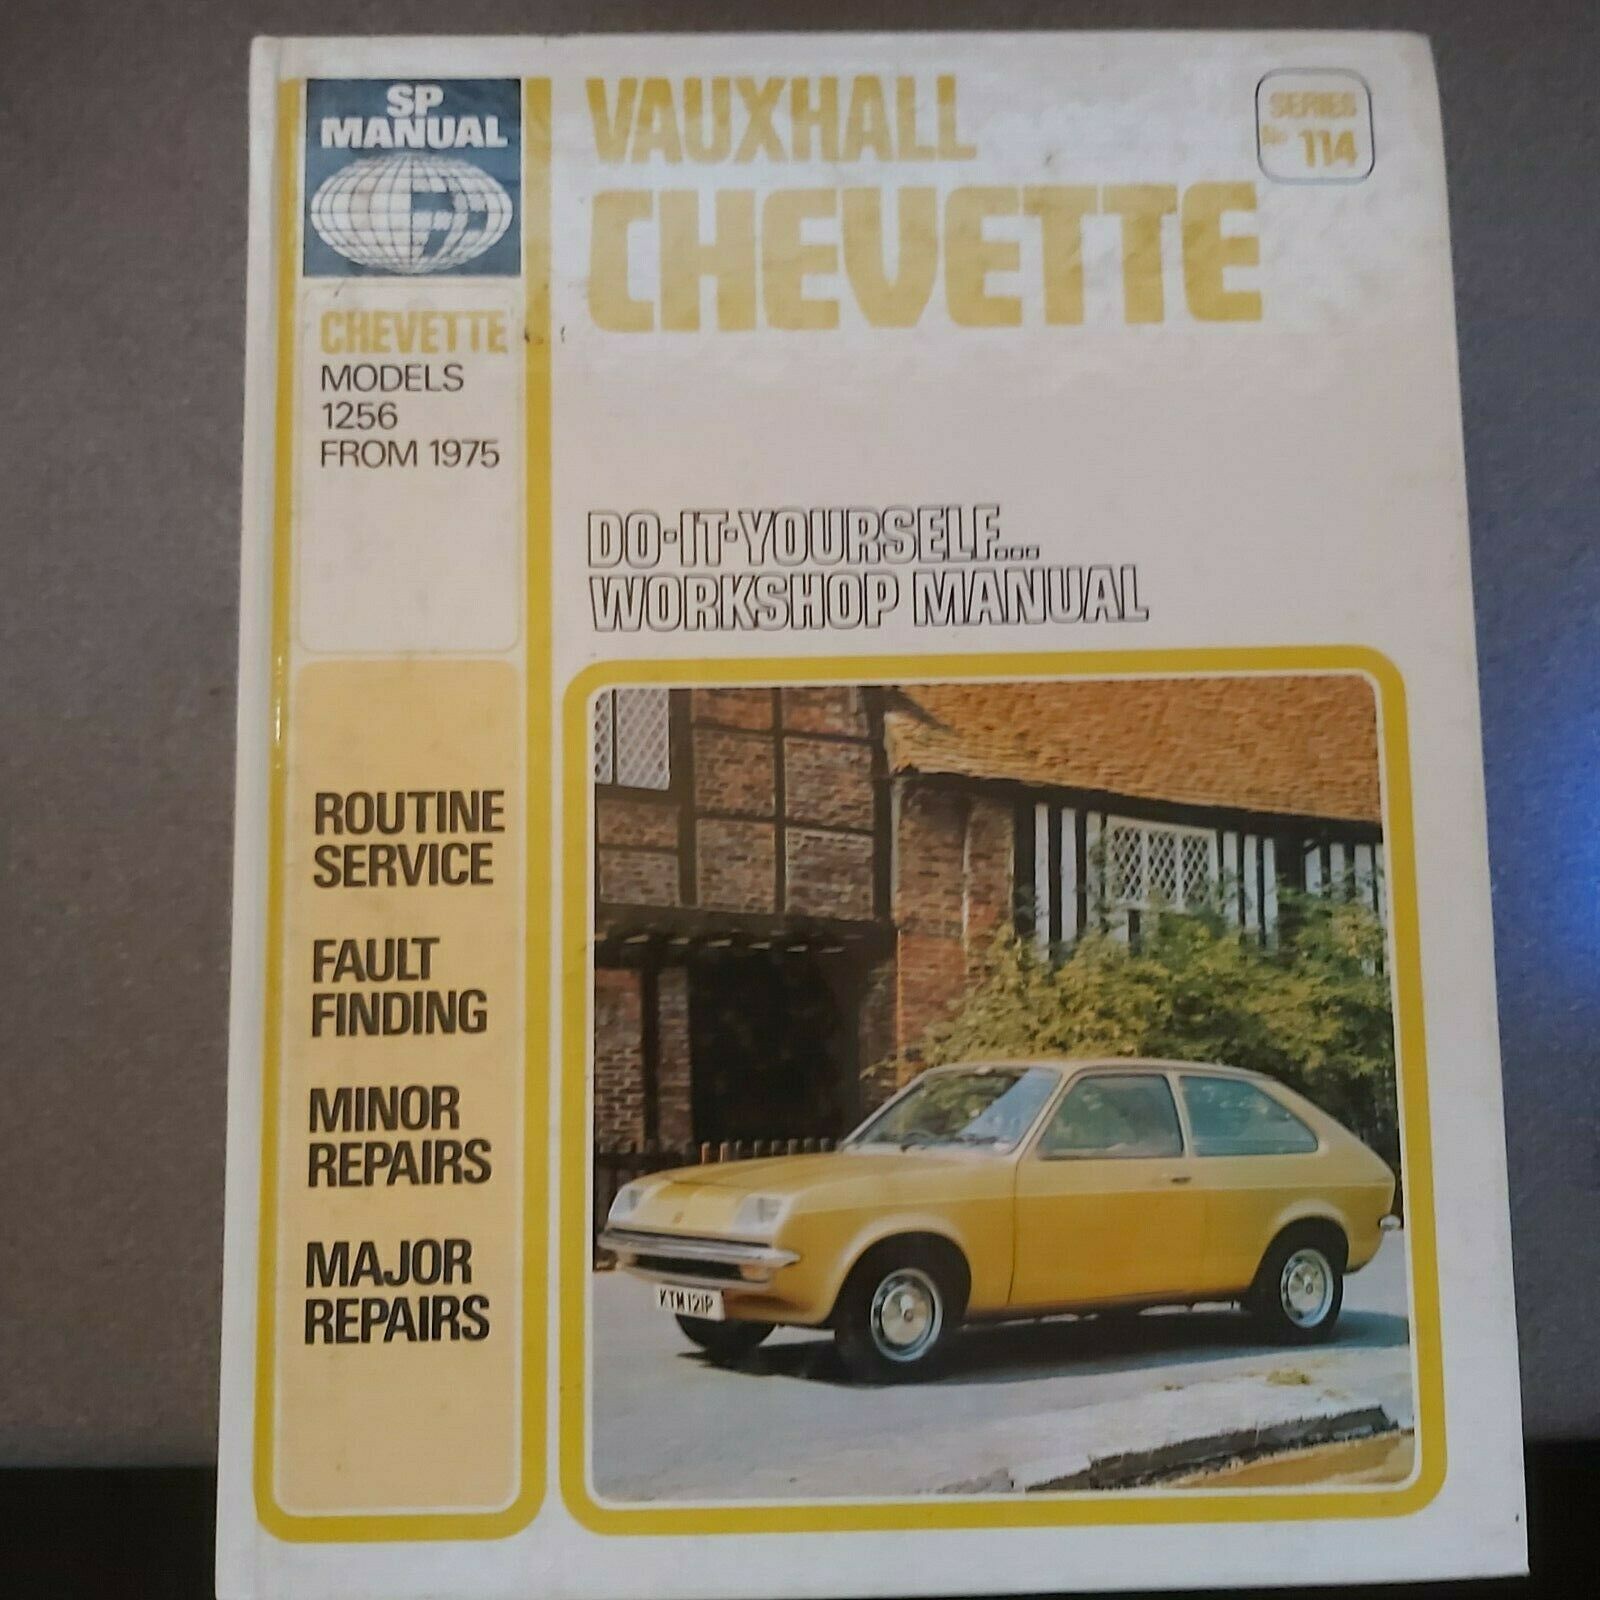 SP
MANUAL
VAUXHALL
CHEVETTE
SERIES
No 114
CHEVETTE
MODELS
1256
FROM 1975
DO-IT-YOURSELF...
WORKSHOP MANUAL
ROUTINE
SERVICE
FAULT
FINDING
MINOR
REPAIRS
MAJOR
REPAIRS
KTM 121P